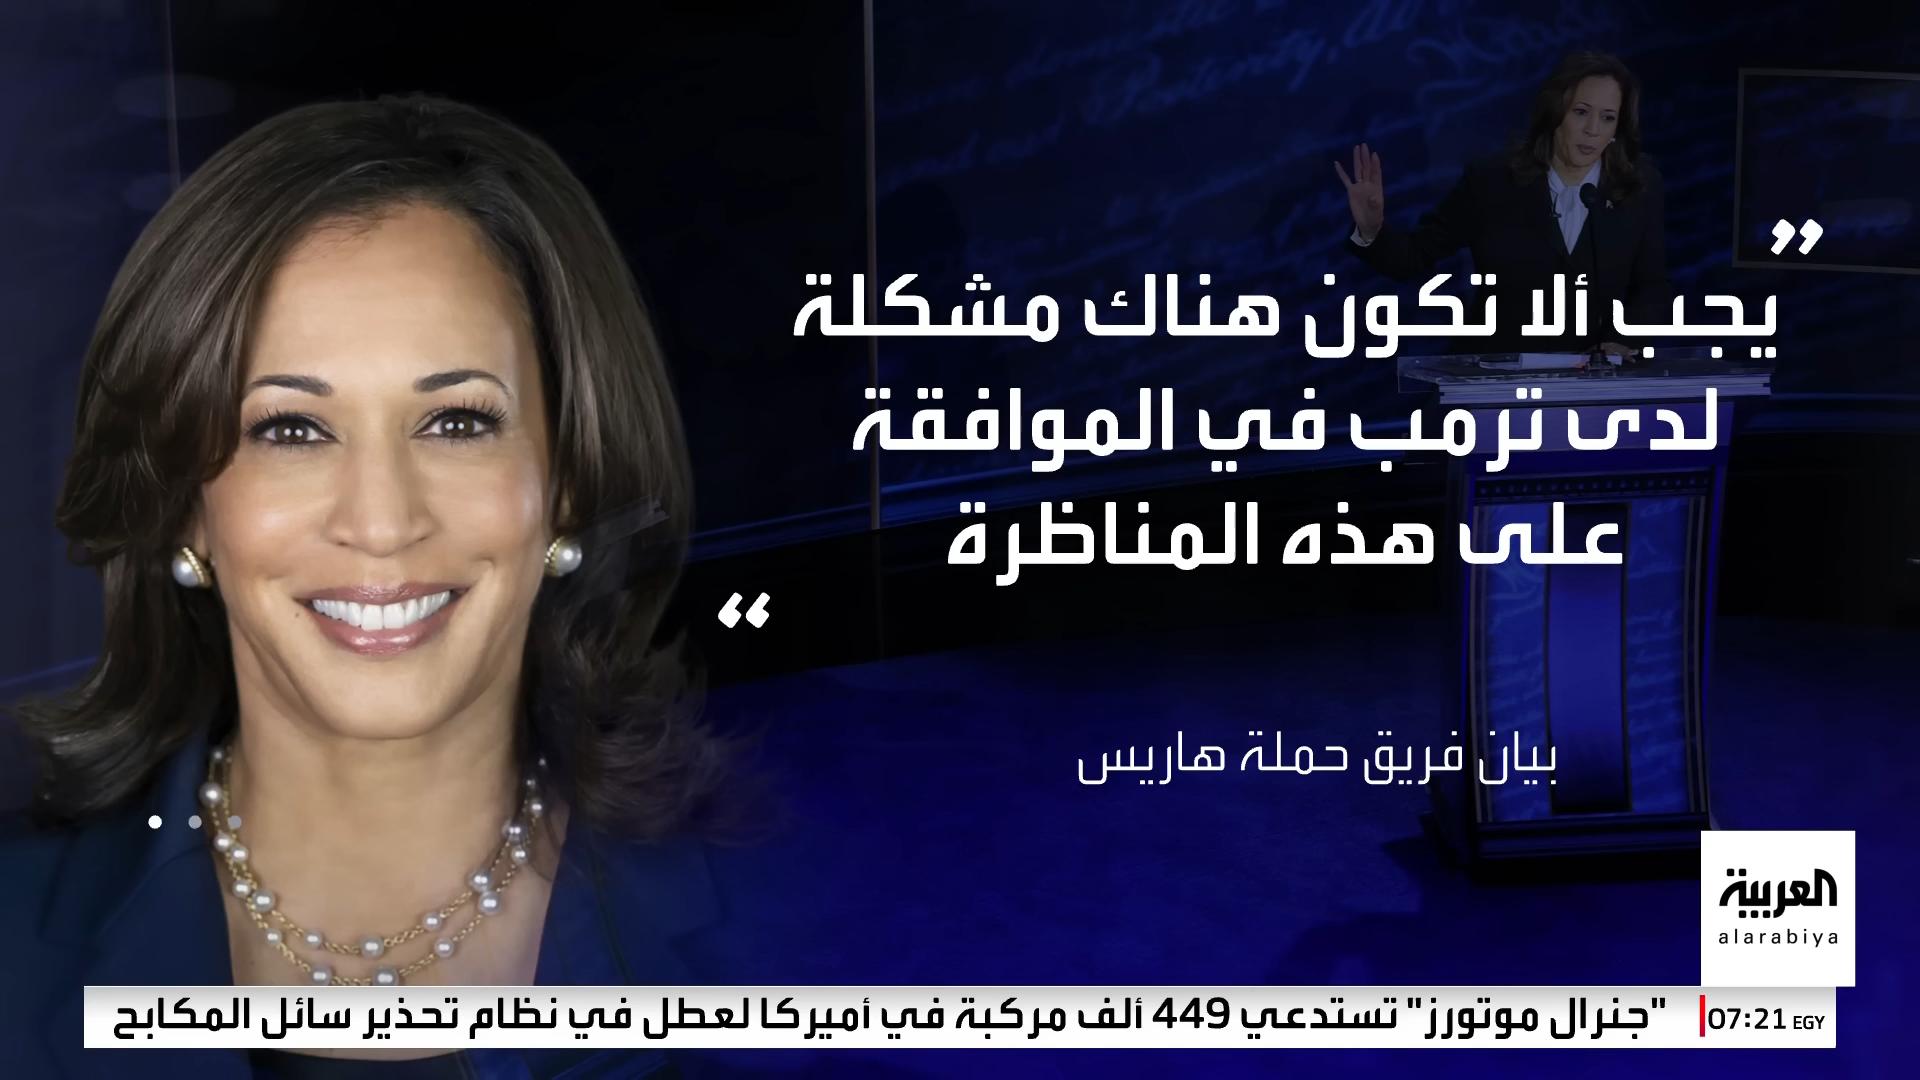 يجب ألا تكون هناك مشكلة
لدى ترمب في الموافقة
على هذه المناظرة
بيان فريق حملة هاريس
العربية
alarabiya
07:21 EGY
"جنرال موتورز" تستدعي 449 ألف مركبة في أميركا لعطل في نظام تحذير سائل المكابح